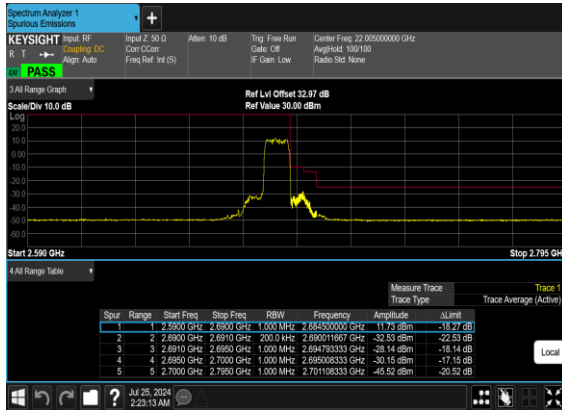 Spectrum Analyzer 1
Spurious Emissions
KEYSIGHT
R T
LU PASS
Input: RF
Coupling: DC
Align: Auto
Input Z: 50 Ω
Corr CCorr
Freq Ref: Int (S)
Atten: 10 dB
Trig: Free Run
Gate: Off
IF Gain: Low
Center Freq: 22.005000000 GHz
Avg|Hold: 100/100
Radio Std: None
3 All Range Graph
Scale/Div 10.0 dB
Ref Lvl Offset 32.97 dB
Ref Value 30.00 dBm
Log
20.0
10.0
0.00
-10.0
-20.0
-30.0
-40.0
-50.0
-60.0
Start 2.590 GHz
Stop 2.795 GH
4 All Range Table
Measure Trace Trace 1
Trace Type Trace Average (Active)
Spur Range Start Freq Stop Freq RBW Frequency Amplitude ΔLimit
1 1 2.5900 GHz 2.6900 GHz 1.000 MHz 2.684500000 GHz 11.73 dBm -18.27 dB
2 2 2.6900 GHz 2.6910 GHz 200.0 kHz 2.690011667 GHz -32.53 dBm -22.53 dB
3 3 2.6910 GHz 2.6950 GHz 1.000 MHz 2.694793333 GHz -28.14 dBm -18.14 dB
4 4 2.6950 GHz 2.7000 GHz 1.000 MHz 2.695008333 GHz -30.15 dBm -17.15 dB
5 5 2.7000 GHz 2.7950 GHz 1.000 MHz 2.701108333 GHz -45.52 dBm -20.52 dB
Local
?
Jul 25, 2024
2:23:13 AM